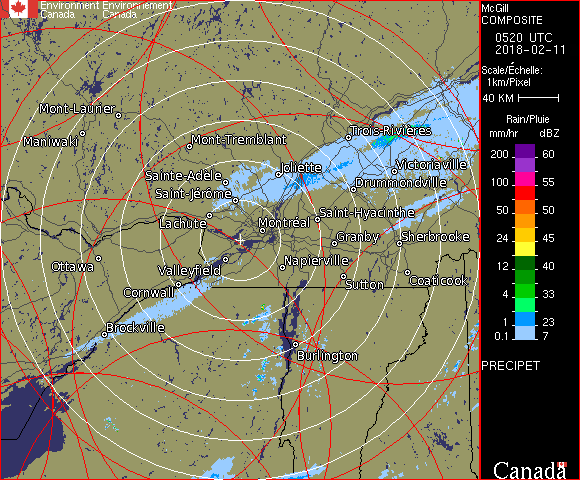 Environment Environnement
Canada Canada
McGill
COMPOSITE
0520 UTC
2018-02-11
Scale/Échelle:
1km/Pixel
40 KM
Rain/Pluie
mm/hr dBZ
200 60
100 55
50 50
24 45
12 40
4 33
1 23
0.1 7
PRECIPET
Canada
Mont-Laurier
Maniwaki
Mont-Tremblant
Trois-Rivières
Sainte-Adèle
Joliette
Victoriaville
Saint-Jérôme
Drummondville
Lachute
Montréal
Saint-Hyacinthe
Granby
Sherbrooke
Ottawa
Valleyfield
Napierville
Cornwall
Sutton
Coaticook
Brockville
Burlington